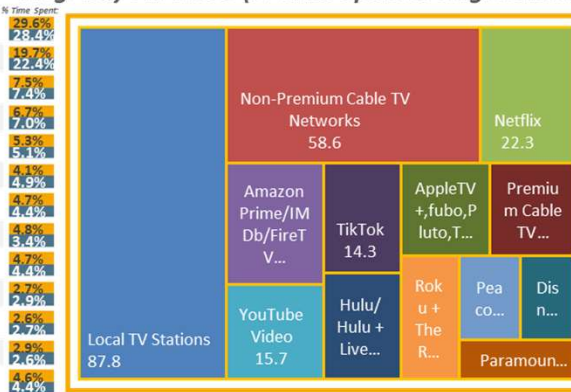 % Time Spent:
29.6%
28.4%
19.7%
22.4%
7.5%
7.4%
6.7%
7.0%
5.3%
5.1%
4.1%
4.9%
4.7%
4.4%
4.8%
3.4%
4.7%
4.4%
2.7%
2.9%
2.6%
2.7%
2.9%
2.6%
4.6%
4.4%
Local TV Stations
87.8
Non-Premium Cable TV
Networks
58.6
Netflix
22.3
Amazon
Prime/IM
Db/FireT
V...
TikTok
14.3
AppleTV
+,fubo,P
luto,T...
Premiu
m Cable
TV...
YouTube
Video
15.7
Hulu/
Hulu +
Live...
Rok
u +
The
R...
Pea
co...
Dis
n...
Paramoun...